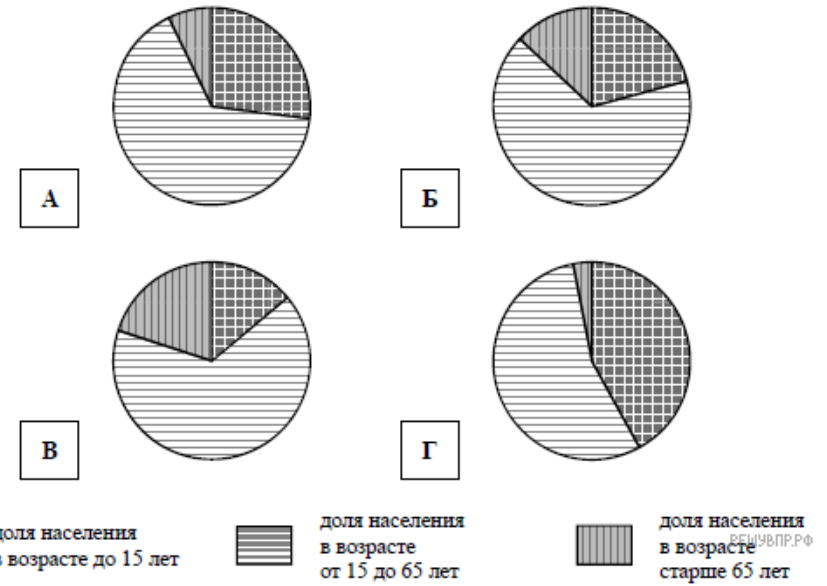 А
Б
В
Г
доля населения
в возрасте до 15 лет
доля населения
в возрасте
от 15 до 65 лет
доля населения
в возрасте
старше 65 лет
РЕШУВПР.РФ